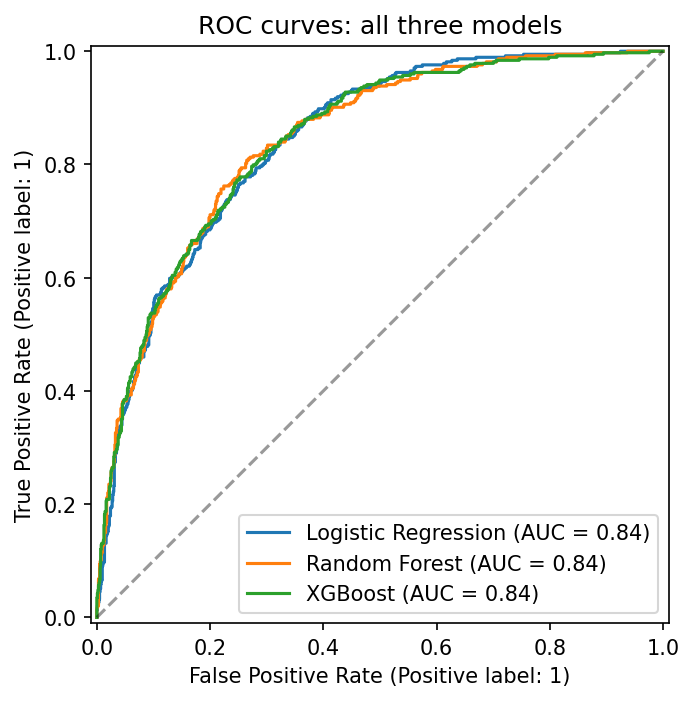 ROC curves: all three models
1.0
0.8
0.6
0.4
0.2
0.0
True Positive Rate (Positive label: 1)
Logistic Regression (AUC = 0.84)
Random Forest (AUC = 0.84)
XGBoost (AUC = 0.84)
0.0 0.2 0.4 0.6 0.8 1.0
False Positive Rate (Positive label: 1)